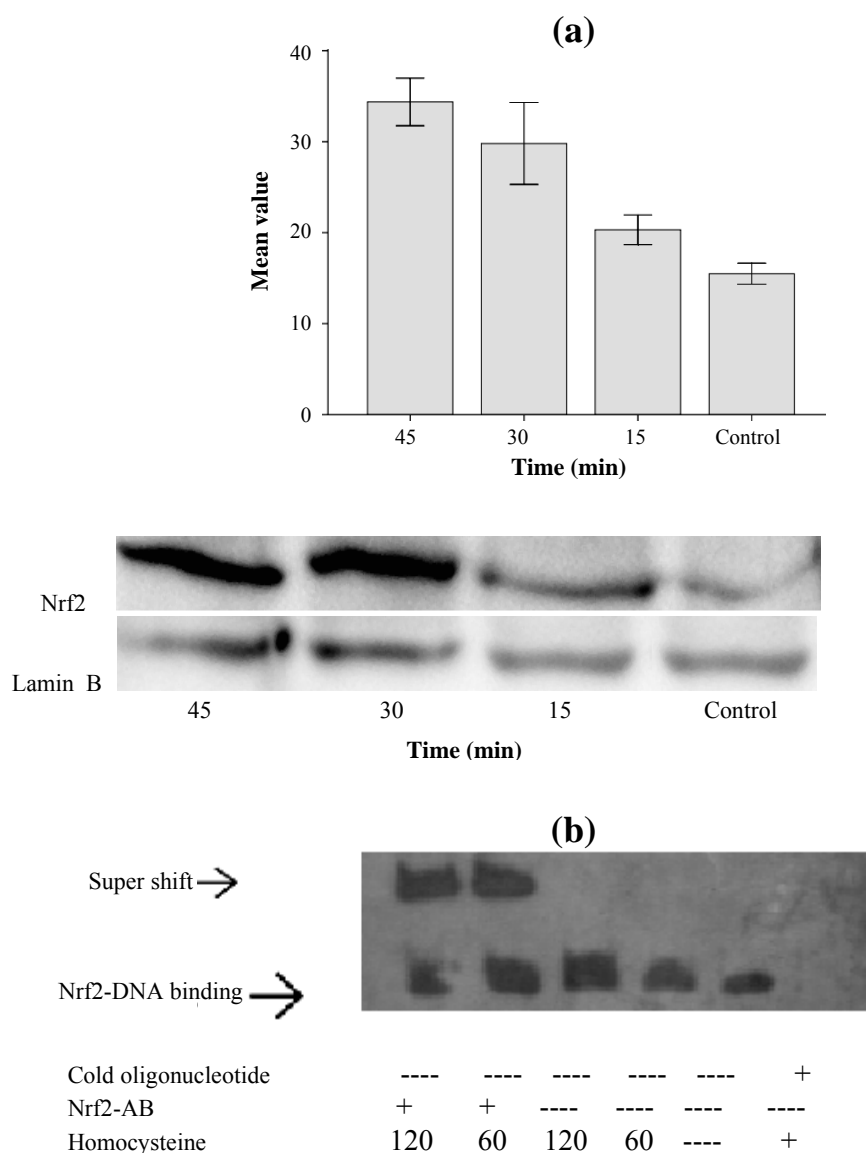 (a)
40
30
20
10
0
Mean value
45 30 15 Control
Time (min)
Nrf2
Lamin B
45 30 15 Control
Time (min)
(b)
Super shift
Nrf2-DNA binding
Cold oligonucleotide ---- ---- ---- ---- ---- +
Nrf2-AB + + ---- ---- ---- ----
Homocysteine 120 60 120 60 ---- +